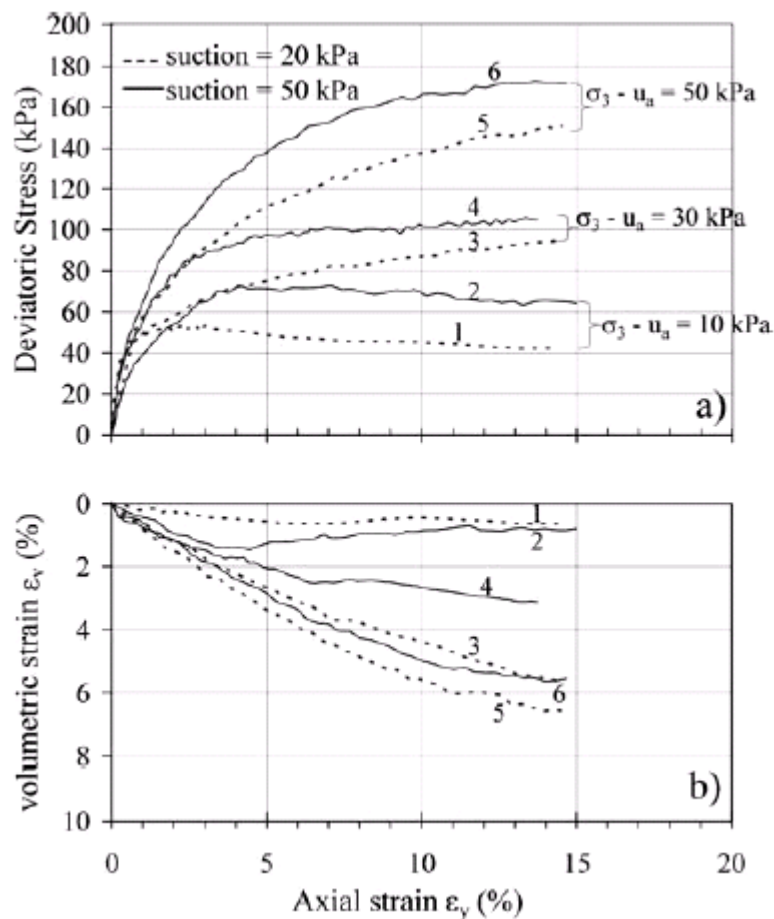 200
180
160
140
120
100
80
60
40
20
0
Deviatoric Stress (kPa)
suction = 20 kPa
suction = 50 kPa
6
5
4
3
2
1
σ3 - ua = 50 kPa
σ3 - ua = 30 kPa
σ3 - ua = 10 kPa
a)
0
2
4
6
8
10
volumetric strain εv (%)
1
2
4
3
6
5
b)
0 5 10 15 20
Axial strain εy (%)